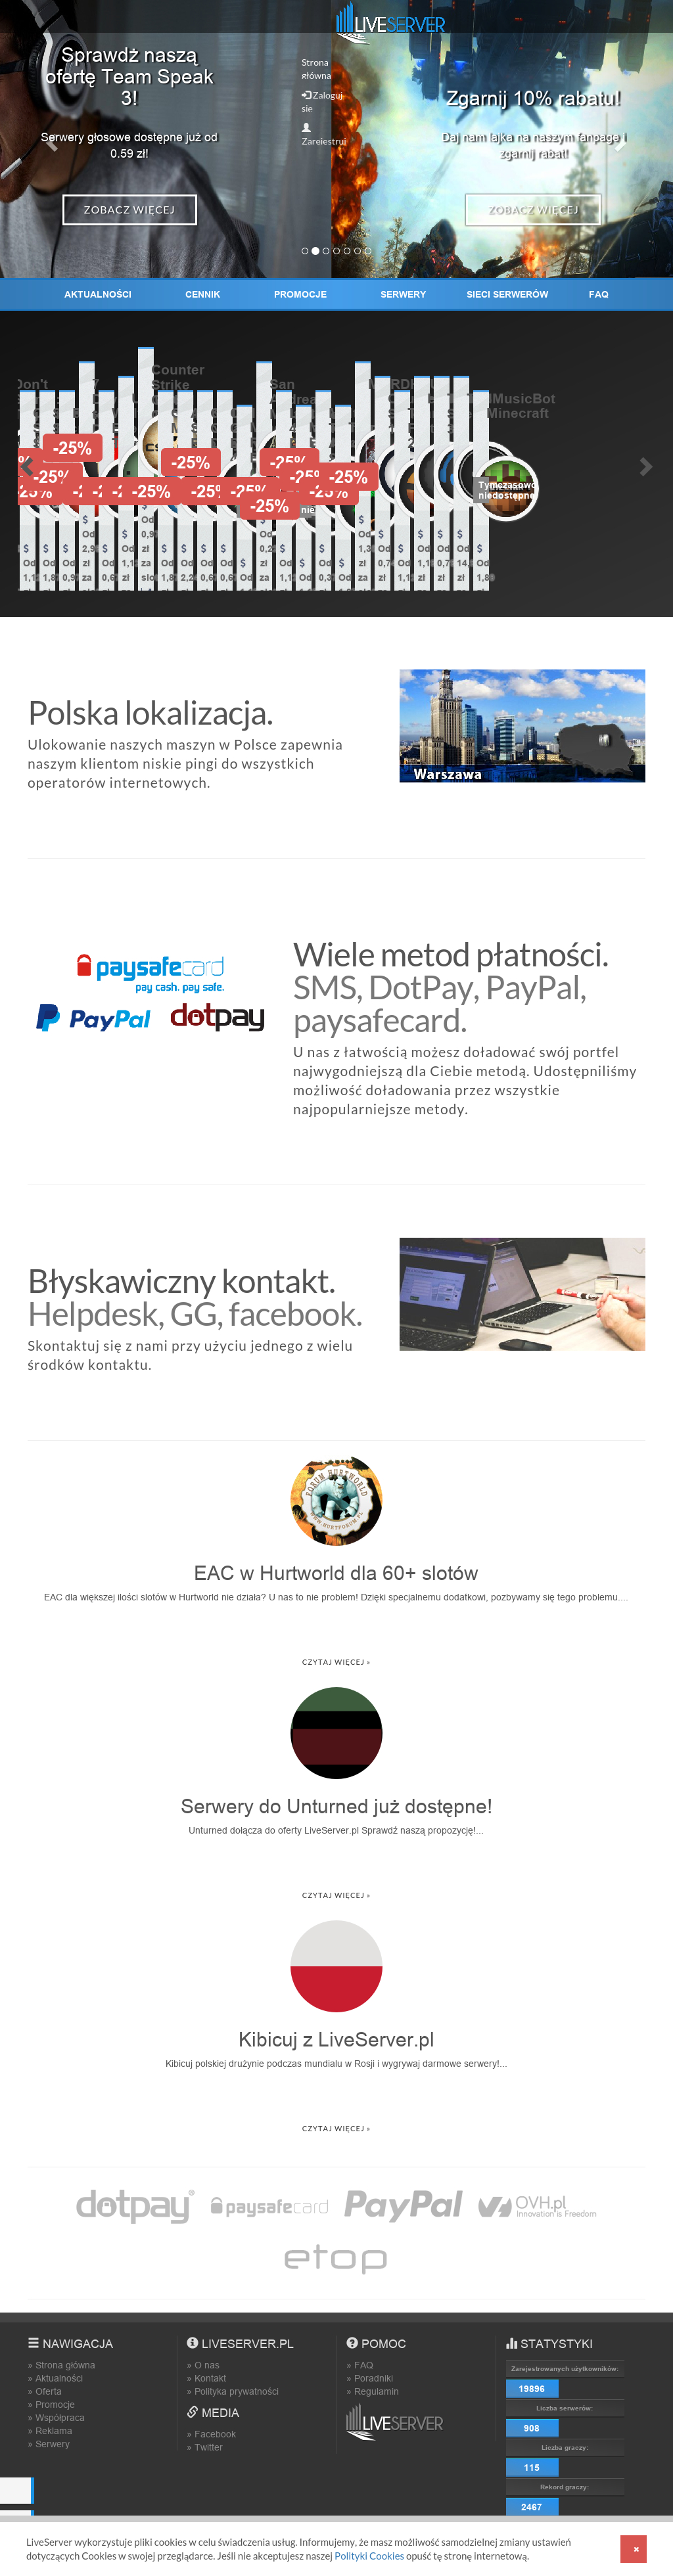 LIVESERVER
Sprawdź naszą
ofertę Team Speak
3!
Serwery głosowe dostępne już od
0.59 zł!
ZOBACZ WIĘCEJ
Strona
główna
Zaloguj
się
Zarejestruj
Zgarnij 10% rabatu!
Daj nam lajka na naszym fanpage i
zgarnij rabat!
ZOBACZ WIĘCEJ
AKTUALNOŚCI
CENNIK
PROMOCJE
SERWERY
SIECI SERWERÓW
FAQ
Counter
Strike
San
MusicBot
Minecraft
-25%
-25%
-25%
-25%
-25%
-25%
Tymczasowo
niedostępne
Polska lokalizacja.
Ulokowanie naszych maszyn w Polsce zapewnia
naszym klientom niskie pingi do wszystkich
operatorów internetowych.
Warszawa
paysafecard
pay cash. pay safe.
PayPal
dotpay
Wiele metod płatności.
SMS, DotPay, PayPal,
paysafecard.
U nas z łatwością możesz doładować swój portfel
najwygodniejszą dla Ciebie metodą. Udostępniliśmy
możliwość doładowania przez wszystkie
najpopularniejsze metody.
Błyskawiczny kontakt.
Helpdesk, GG, facebook.
Skontaktuj się z nami przy użyciu jednego z wielu
środków kontaktu.
FORUM HURTWORLD
EAC w Hurtworld dla 60+ slotów
EAC dla większej ilości slotów w Hurtworld nie działa? U nas to nie problem! Dzięki specjalnemu dodatkowi, pozbywamy się tego problemu....
CZYTAJ WIĘCEJ »
Serwery do Unturned już dostępne!
Unturned dołącza do oferty LiveServer.pl Sprawdź naszą propozycję!...
CZYTAJ WIĘCEJ »
Kibicuj z LiveServer.pl
Kibicuj polskiej drużynie podczas mundialu w Rosji i wygrywaj darmowe serwery!...
CZYTAJ WIĘCEJ »
dotpay®
paysafecard
PayPal
OVH.pl
Innovation is Freedom
etop
NAWIGACJA
» Strona główna
» Aktualności
» Oferta
» Promocje
» Współpraca
» Reklama
» Serwery
LIVESERVER.PL
» O nas
» Kontakt
» Polityka prywatności
MEDIA
» Facebook
» Twitter
POMOC
» FAQ
» Poradniki
» Regulamin
LIVESERVER
STATYSTYKI
Zarejestrowanych użytkowników:
19896
Liczba serwerów:
908
Liczba graczy:
115
Rekord graczy:
2467
LiveServer wykorzystuje pliki cookies w celu świadczenia usług. Informujemy, że masz możliwość samodzielnej zmiany ustawień
dotyczących Cookies w swojej przeglądarce. Jeśli nie akceptujesz naszej Polityki Cookies opuść tę stronę internetową.